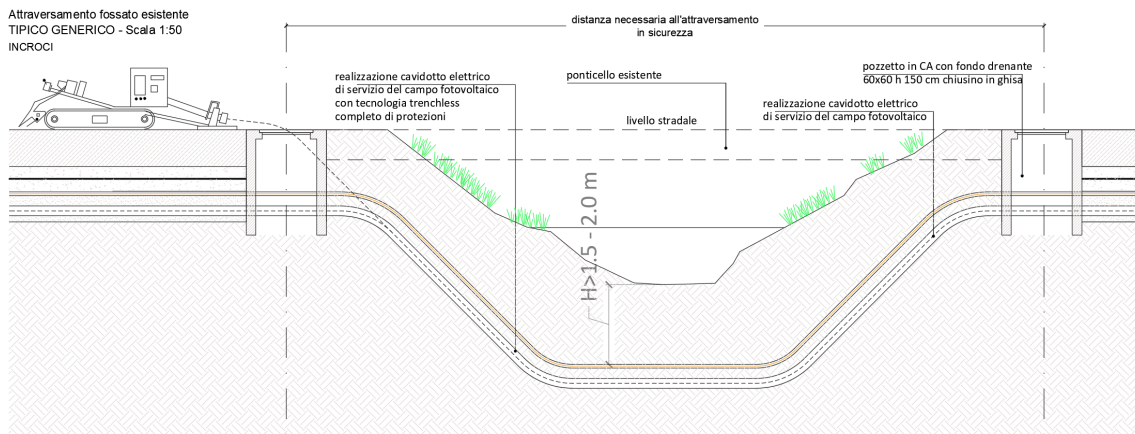 Attraversamento fossato esistente
TIPICO GENERICO - Scala 1:50
INCROCI
distanza necessaria all'attraversamento
in sicurezza
realizzazione cavidotto elettrico
di servizio del campo fotovoltaico
con tecnologia trenchless
completo di protezioni
ponticello esistente
livello stradale
pozzetto in CA con fondo drenante
60x60 h 150 cm chiusino in ghisa
realizzazione cavidotto elettrico
di servizio del campo fotovoltaico
H>1.5 - 2.0 m